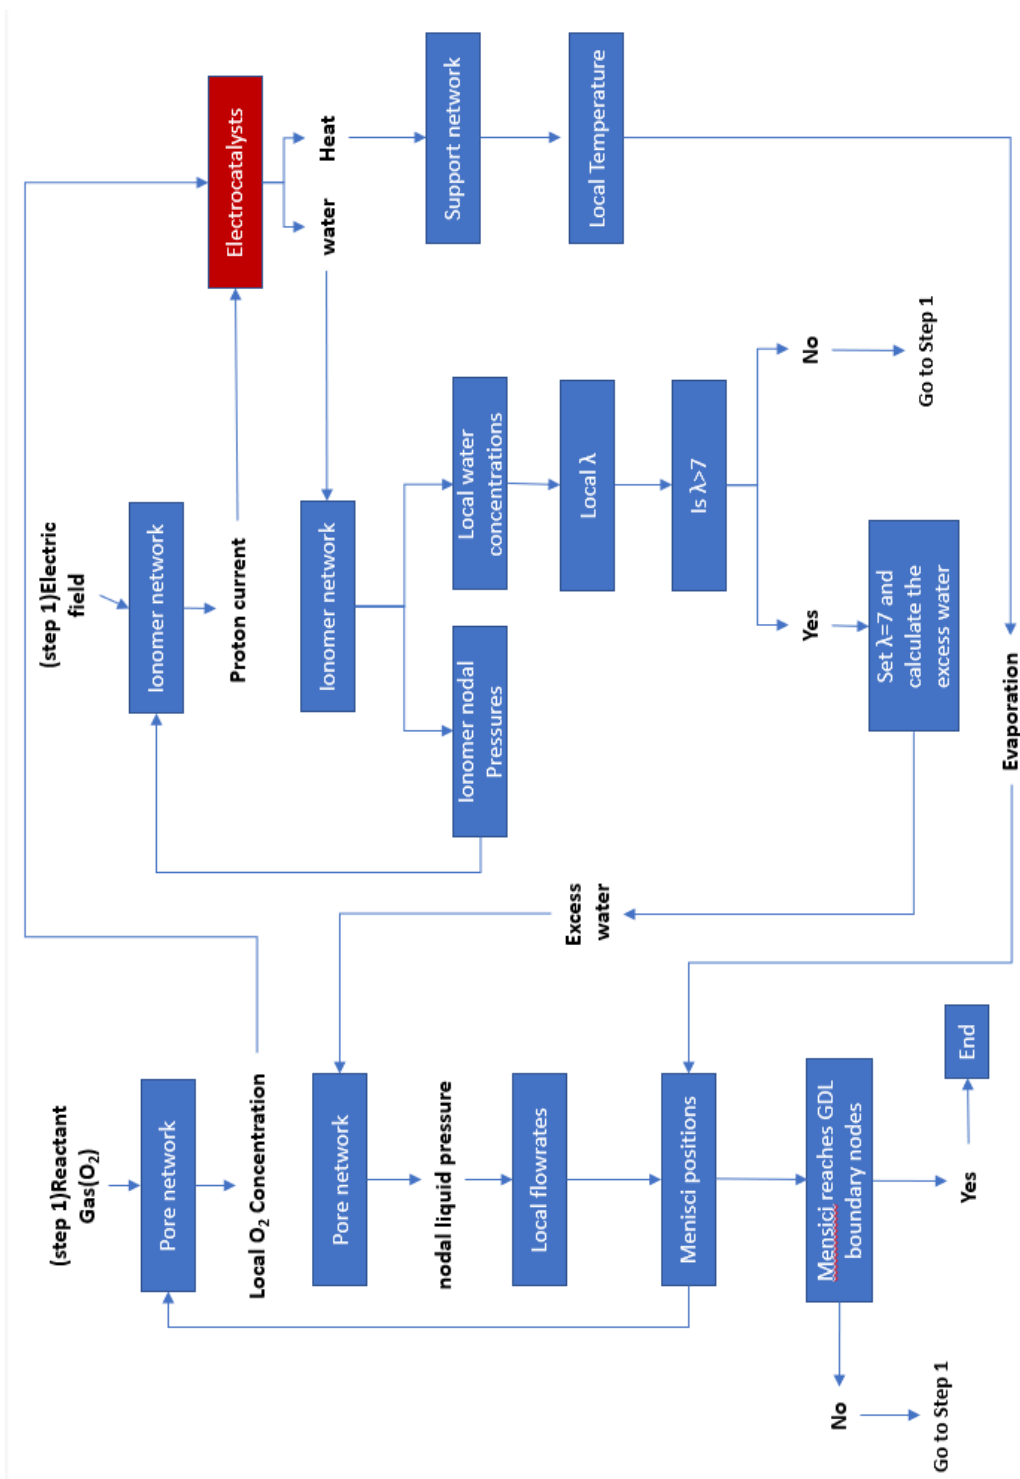 (step 1)Reactant
Gas(O₂)
Pore network
Local O₂ Concentration
Pore network
nodal liquid pressure
Local flowrates
Menisci positions
Mensici reaches GDL
boundary nodes
No
Go to Step 1
Yes
End
(step 1)Electric
field
Ionomer network
Proton current
Ionomer network
Ionomer nodal
Pressures
Local water
concentrations
Local λ
Is λ>7
Yes
No
Go to Step 1
Set λ=7 and
calculate the
excess water
Excess
water
Electrocatalysts
water
Heat
Support network
Local Temperature
Evaporation